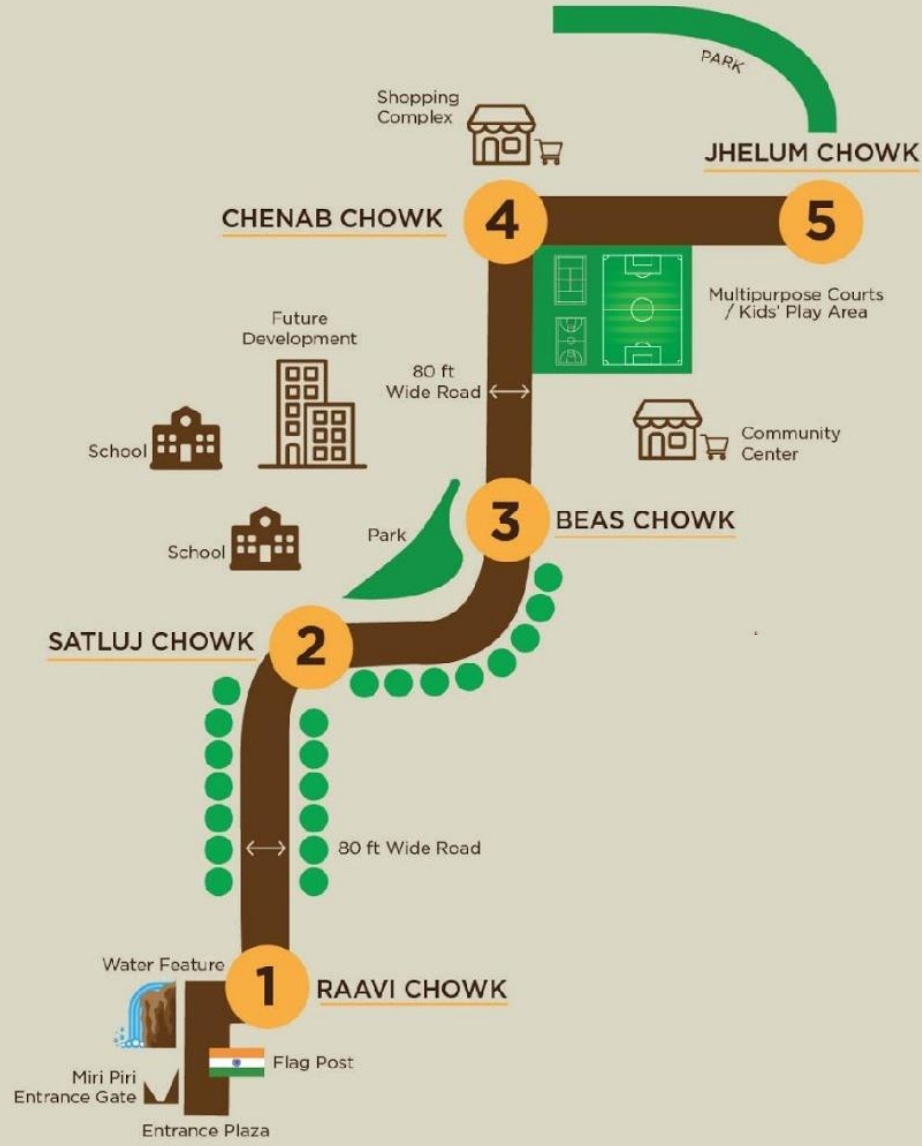 PARK
Shopping
Complex
JHELUM CHOWK
CHENAB CHOWK
4
5
Multipurpose Courts
/ Kids' Play Area
Future
Development
80 ft
Wide Road
School
Community
Center
3
BEAS CHOWK
Park
School
SATLUJ CHOWK
2
80 ft Wide Road
Water Feature
1
RAAVI CHOWK
Flag Post
Miri Piri
Entrance Gate
Entrance Plaza